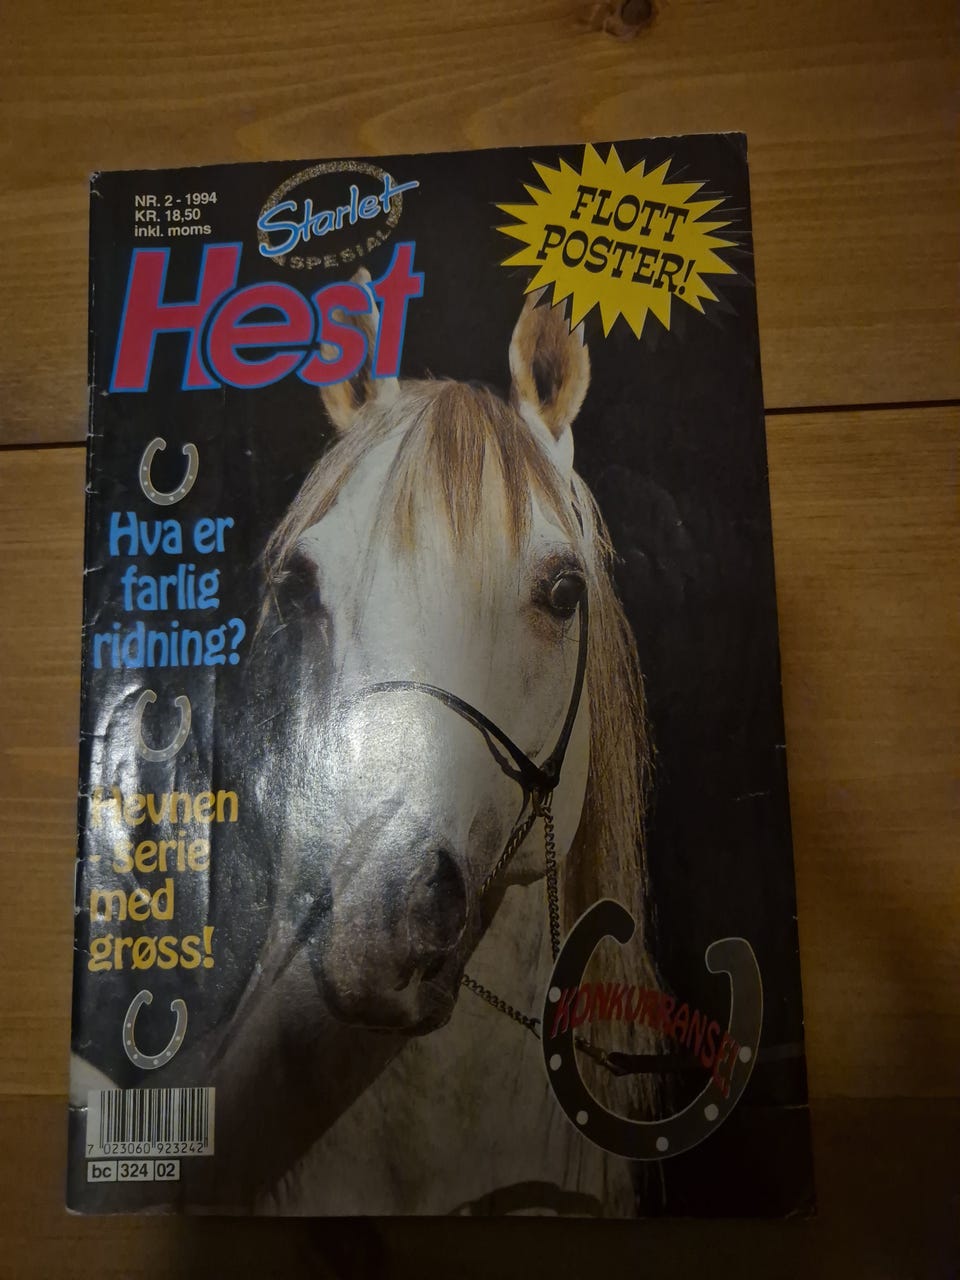 NR. 2 - 1994
KR. 18,50
inkl. moms
Starlet
SPESIAL
Hest
FLOTT
POSTER!
Hva er
farlig
ridning?
Hevnen
- serie
med
grøss!
KONKURRANSE!
7 023060 923242
bc 324 02